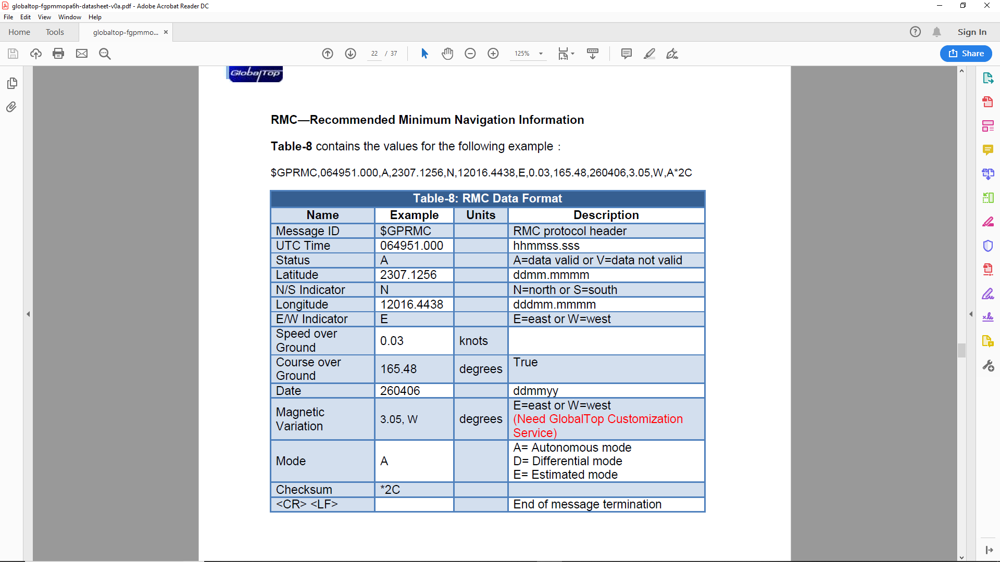 globaltop-fgpmmopa6h-datasheet-v0a.pdf - Adobe Acrobat Reader DC
File Edit View Window Help
Home Tools globaltop-fgpmmo... × Sign In
22 / 37 125% Share
GlobalTop
RMC—Recommended Minimum Navigation Information
Table-8 contains the values for the following example :
$GPRMC,064951.000,A,2307.1256,N,12016.4438,E,0.03,165.48,260406,3.05,W,A*2C
Table-8: RMC Data Format
Name Example Units Description
Message ID $GPRMC RMC protocol header
UTC Time 064951.000 hhmmss.sss
Status A A=data valid or V=data not valid
Latitude 2307.1256 ddmm.mmmm
N/S Indicator N N=north or S=south
Longitude 12016.4438 dddmm.mmmm
E/W Indicator E E=east or W=west
Speed over
Ground 0.03 knots
Course over
Ground 165.48 degrees True
Date 260406 ddmmyy
Magnetic
Variation 3.05, W degrees E=east or W=west
(Need GlobalTop Customization
Service)
Mode A A= Autonomous mode
D= Differential mode
E= Estimated mode
Checksum *2C
<CR> <LF> End of message termination